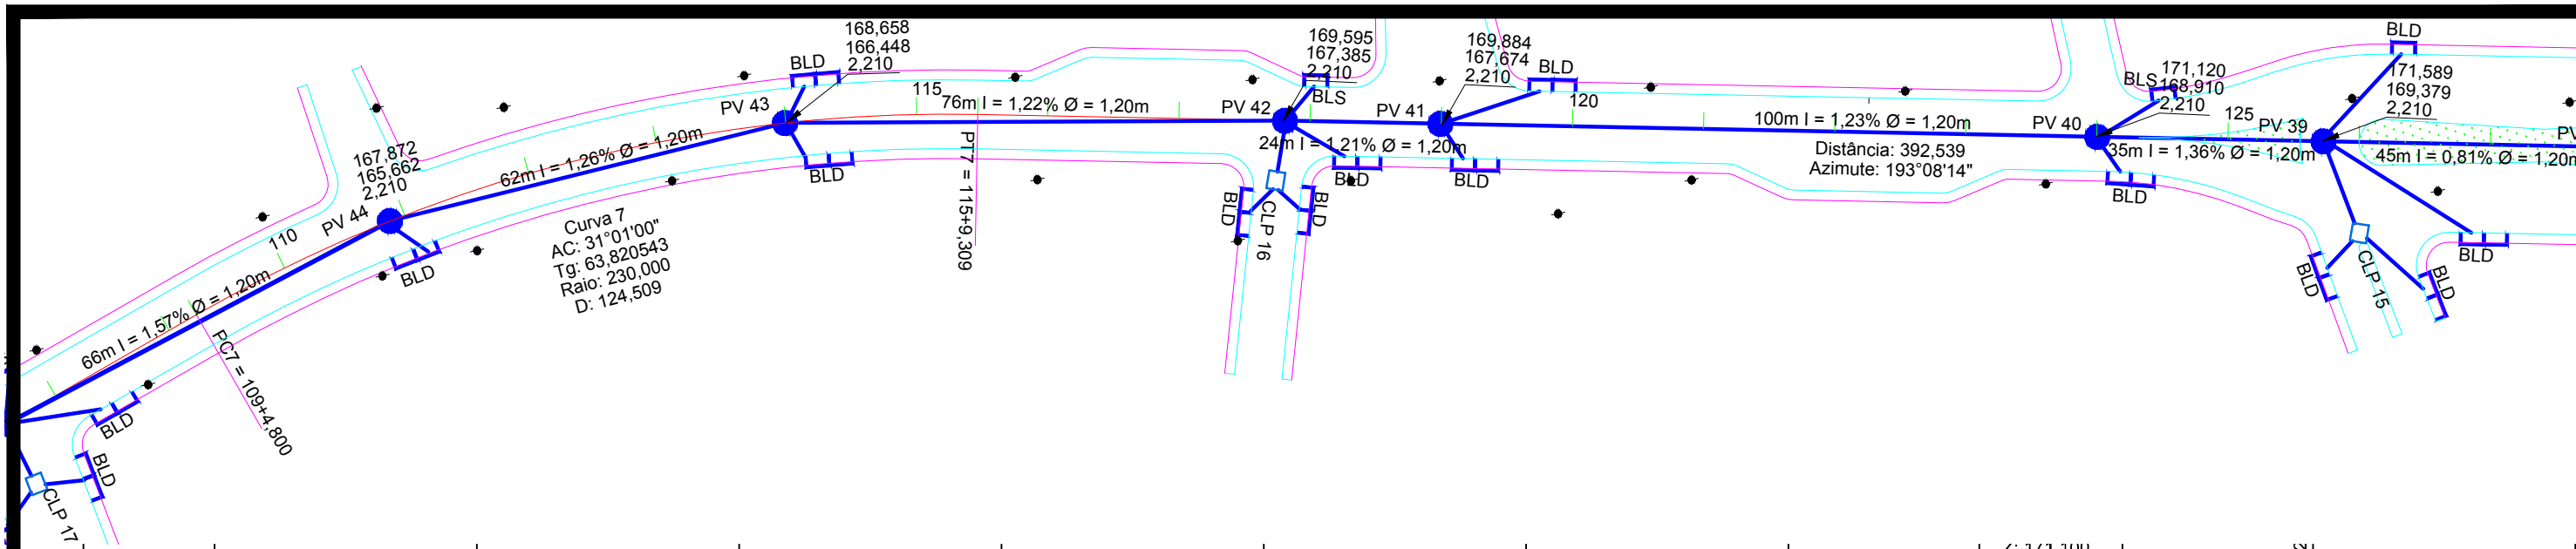 168,658
166,448
2,210
BLD
PV 43
115
76m I = 1,22% Ø = 1,20m
169,595
167,385
2,210
BLS
PV 42
169,884
167,674
2,210
BLD
PV 41
120
100m I = 1,23% Ø = 1,20m
Distância: 392,539
Azimute: 193°08'14"
BLS
171,120
168,910
2,210
PV 40
125
BLD
171,589
169,379
2,210
PV 39
35m I = 1,36% Ø = 1,20m
45m I = 0,81% Ø = 1,20m
PV
167,872
165,662
2,210
PV 44
62m I = 1,26% Ø = 1,20m
BLD
PT7 = 115+9,309
24m I = 1,21% Ø = 1,20m
BLD
BLD
BLD
BLD
CLP 16
BLD
110
BLD
Curva 7
AC: 31°01'00"
Tg: 63,820543
Raio: 230,000
D: 124,509
66m I = 1,57% Ø = 1,20m
PC7 = 109+4,800
BLD
BLD
CLP 17
BLD
CLP 15
BLD
BLD